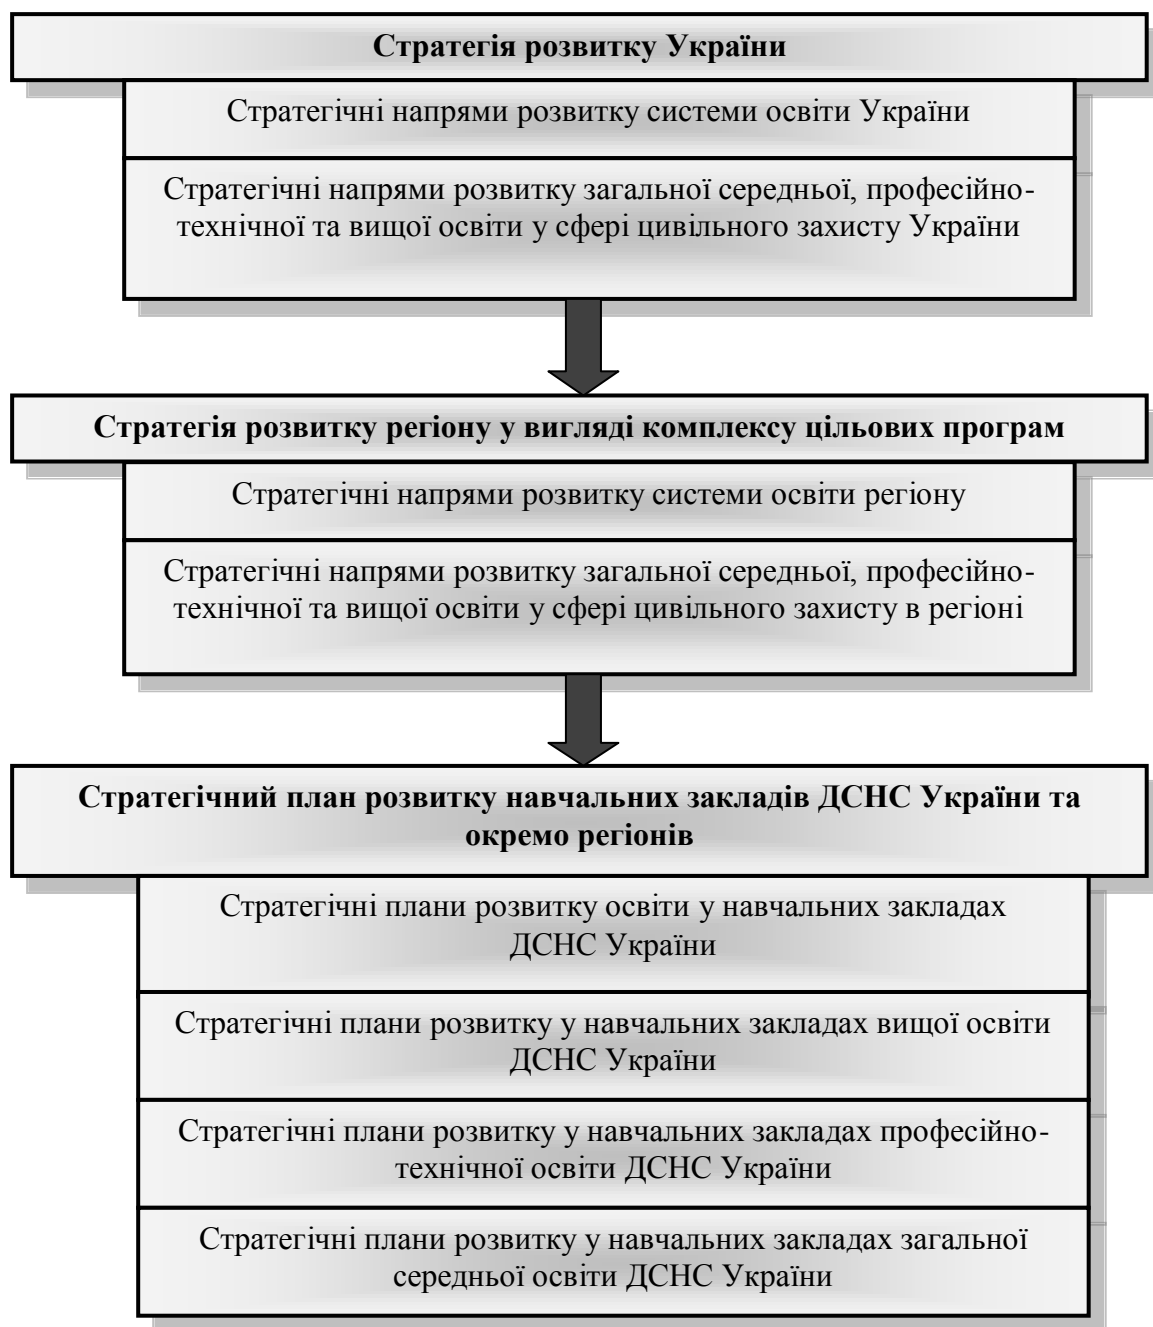 Стратегія розвитку України
Стратегічні напрями розвитку системи освіти України
Стратегічні напрями розвитку загальної середньої, професійно-
технічної та вищої освіти у сфері цивільного захисту України
Стратегія розвитку регіону у вигляді комплексу цільових програм
Стратегічні напрями розвитку системи освіти регіону
Стратегічні напрями розвитку загальної середньої, професійно-
технічної та вищої освіти у сфері цивільного захисту в регіоні
Стратегічний план розвитку навчальних закладів ДСНС України та
окремо регіонів
Стратегічні плани розвитку освіти у навчальних закладах
ДСНС України
Стратегічні плани розвитку у навчальних закладах вищої освіти
ДСНС України
Стратегічні плани розвитку у навчальних закладах професійно-
технічної освіти ДСНС України
Стратегічні плани розвитку у навчальних закладах загальної
середньої освіти ДСНС України